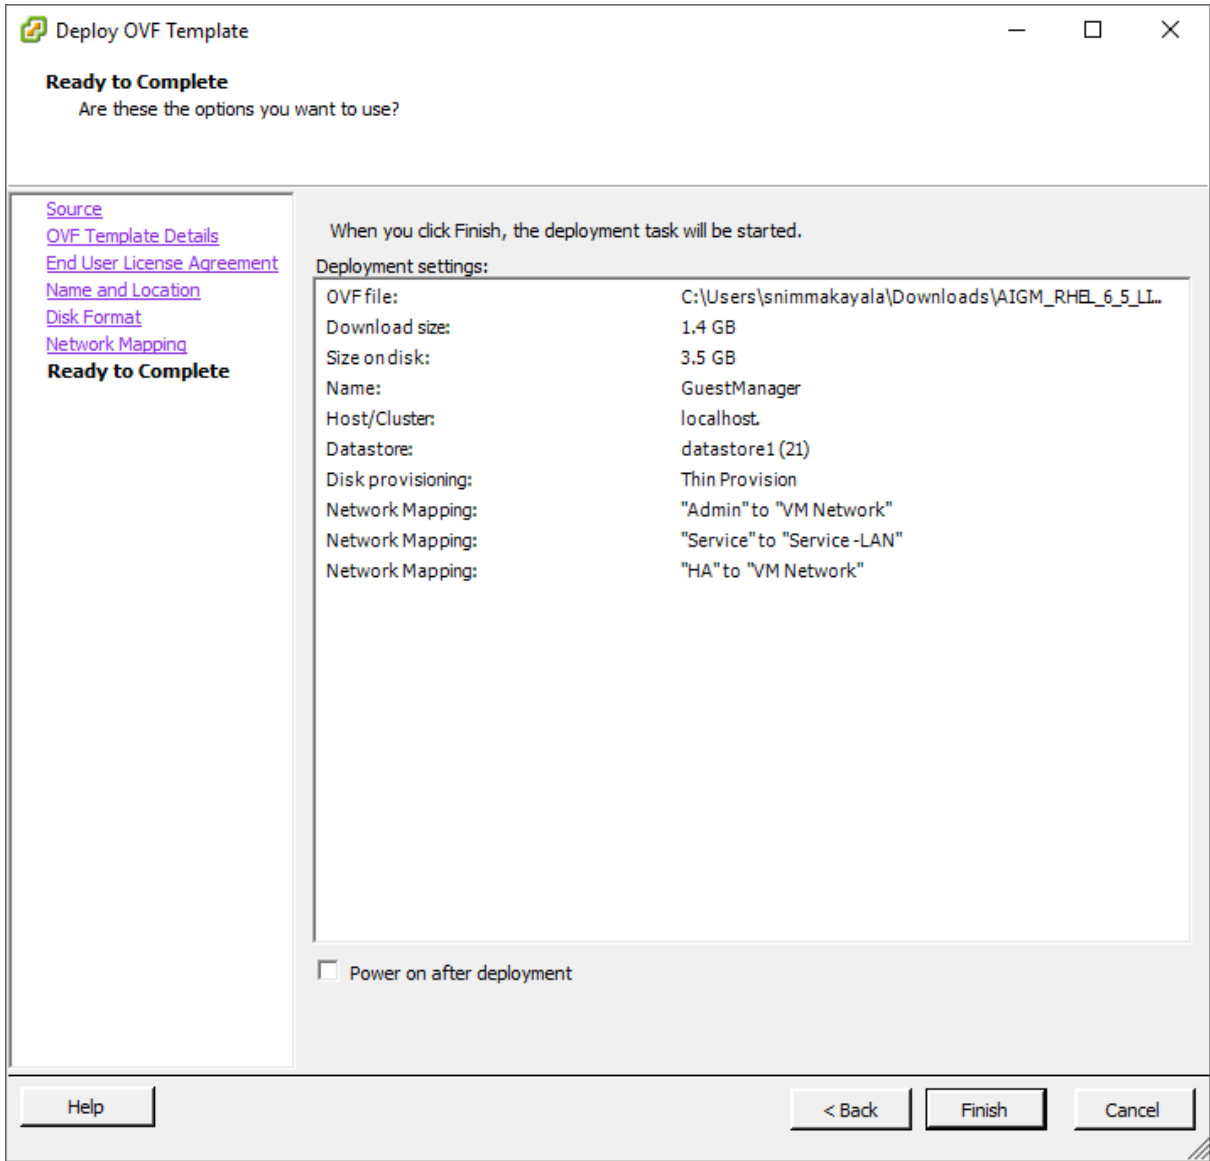 Deploy OVF Template
Ready to Complete
Are these the options you want to use?
Source
OVF Template Details
End User License Agreement
Name and Location
Disk Format
Network Mapping
Ready to Complete
When you click Finish, the deployment task will be started.
Deployment settings:
OVF file: C:\Users\snimmakayala\Downloads\AIGM_RHEL_6_5_LI...
Download size: 1.4 GB
Size on disk: 3.5 GB
Name: GuestManager
Host/Cluster: localhost.
Datastore: datastore1 (21)
Disk provisioning: Thin Provision
Network Mapping: "Admin" to "VM Network"
Network Mapping: "Service" to "Service -LAN"
Network Mapping: "HA" to "VM Network"
Power on after deployment
Help < Back Finish Cancel